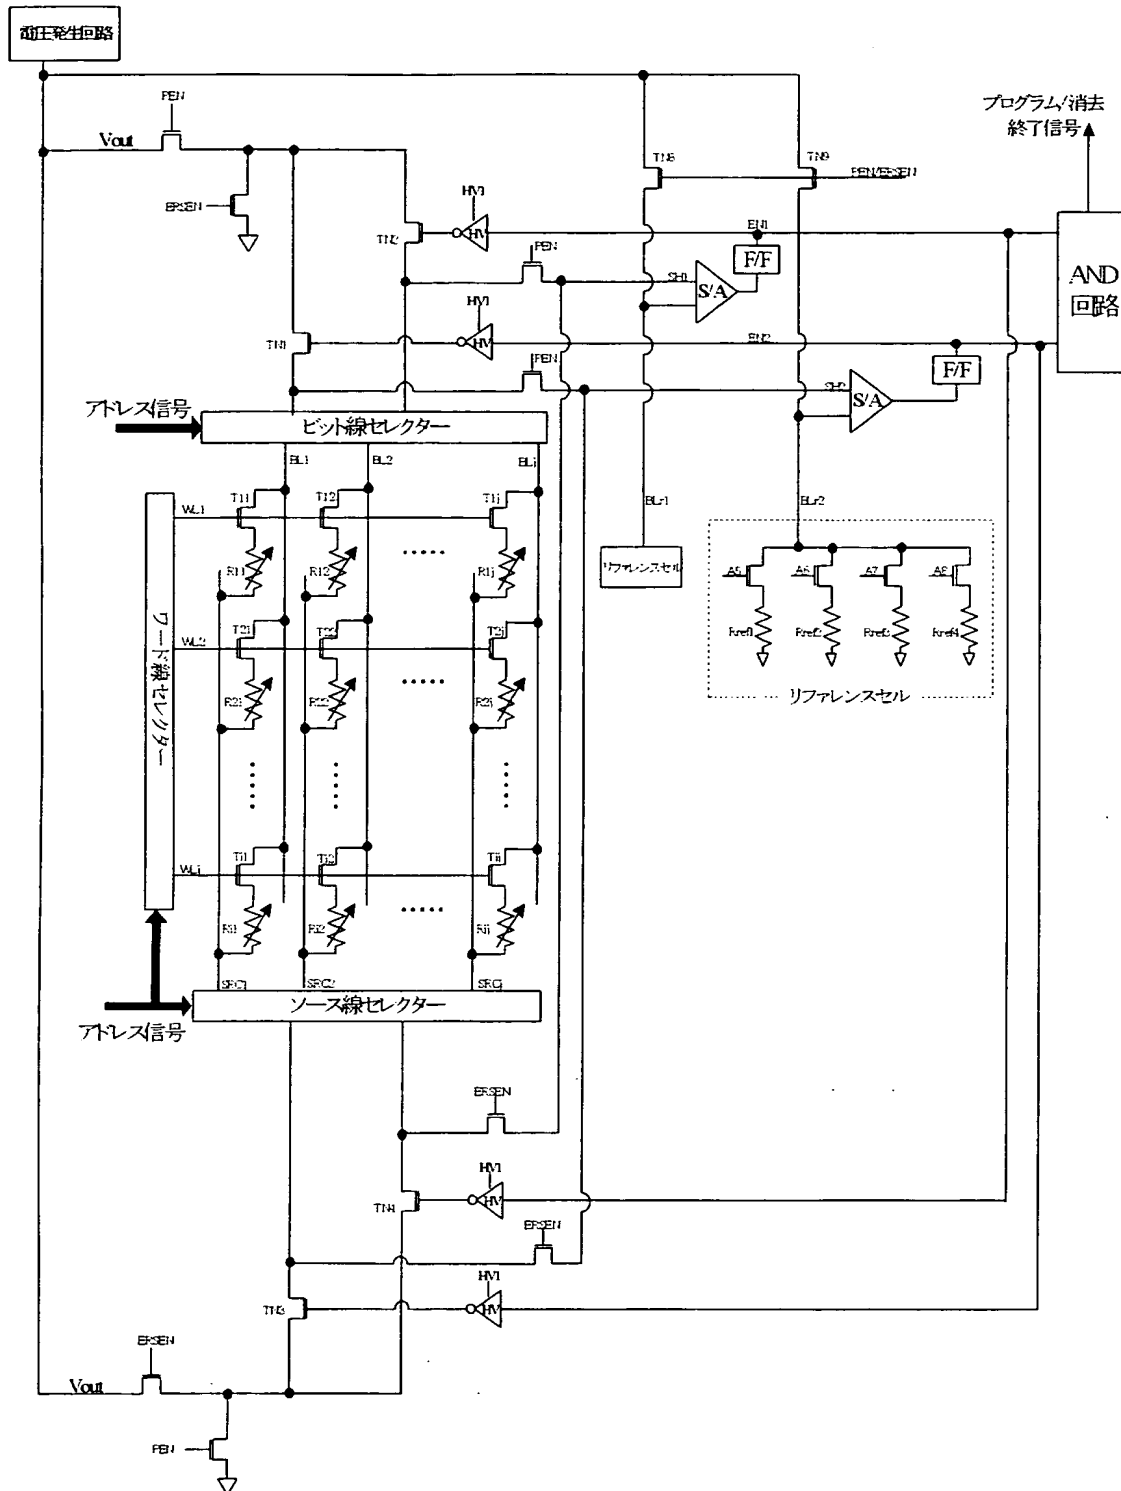 電圧発生回路
PEN
Vout
ERSEN
プログラム/消去
終了信号
TN8
TN9
PEN/ERSEN
HV1
HV
TN2
EN1
PEN
F/F
SH1
S/A
AND
回路
HV1
HV
TN1
EN2
PEN
F/F
SH2
S/A
アドレス信号
ビット線セレクター
BL1
BL2
BLj
BLr1
BLr2
WL1
T11
T12
T1j
R11
R12
R1j
リファレンスセル
A5
A6
A7
A8
Rref1
Rref2
Rref3
Rref4
リファレンスセル
ワード線セレクター
WL2
T21
T22
T2j
R21
R22
R2j
WLi
Ti1
Ti2
Tij
Ri1
Ri2
Rij
SRC1
SRC2
SRCj
ソース線セレクター
アドレス信号
ERSEN
HV1
HV
TN4
ERSEN
HV1
HV
TN3
ERSEN
Vout
PEN